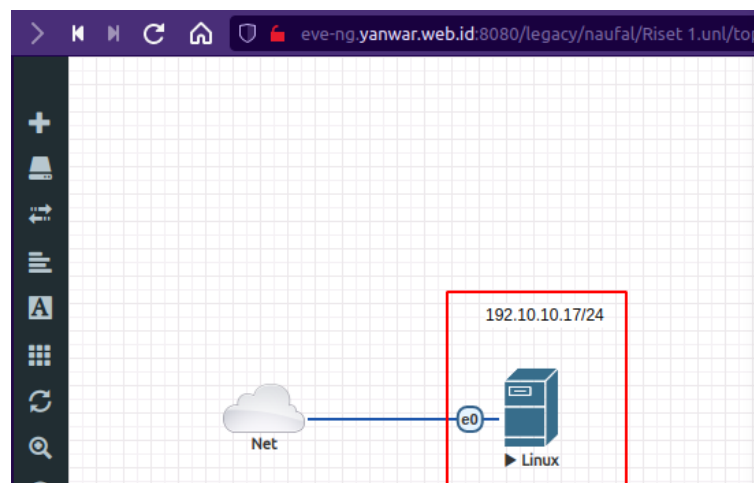 eve-ng.yanwar.web.id:8080/legacy/naufal/Riset 1.unl/to
192.10.10.17/24
e0
Net
Linux
A